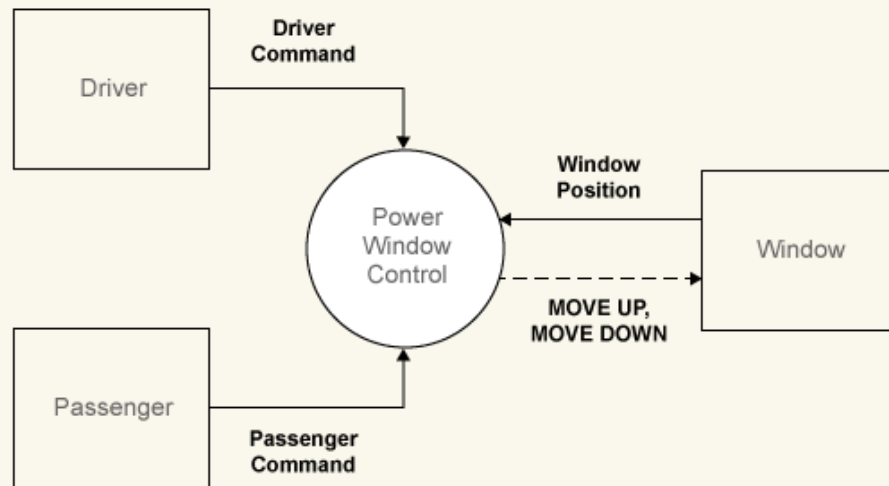 Driver
Driver
Command
Power
Window
Control
Window
Position
Window
MOVE UP,
MOVE DOWN
Passenger
Passenger
Command